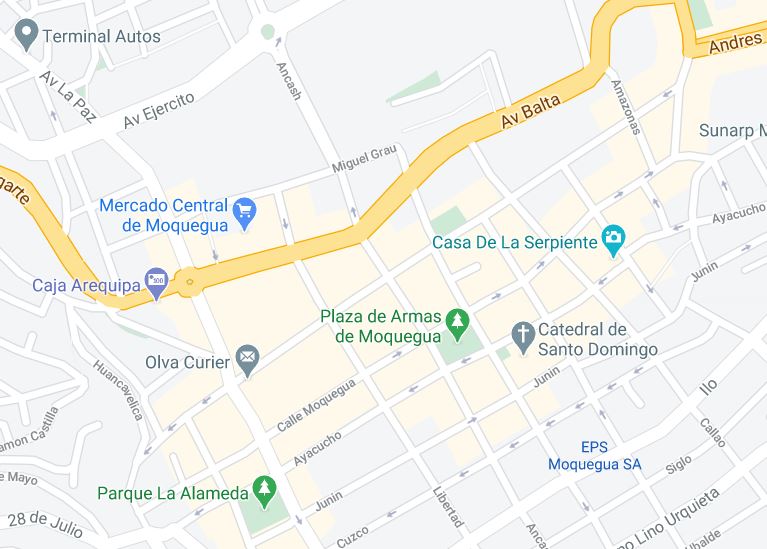 Terminal Autos
Av La Paz
Av Ejercito
Ancash
Andres
Av Balta
Amazonas
Sunarp M
Miguel Grau
garte
Mercado Central
de Moquegua
Ayacucho
Casa De La Serpiente
Junin
Caja Arequipa
100
Plaza de Armas
de Moquegua
Catedral de
Santo Domingo
Olva Curier
Huancavelica
Calle Moquegua
Junin
Ilo
amon Castilla
Ayacucho
Callao
EPS
Moquegua SA
Siglo
e Mayo
Parque La Alameda
Junin
Libertad
28 de Julio
Cuzco
Anca
no Lino Urquieta
Ubalde